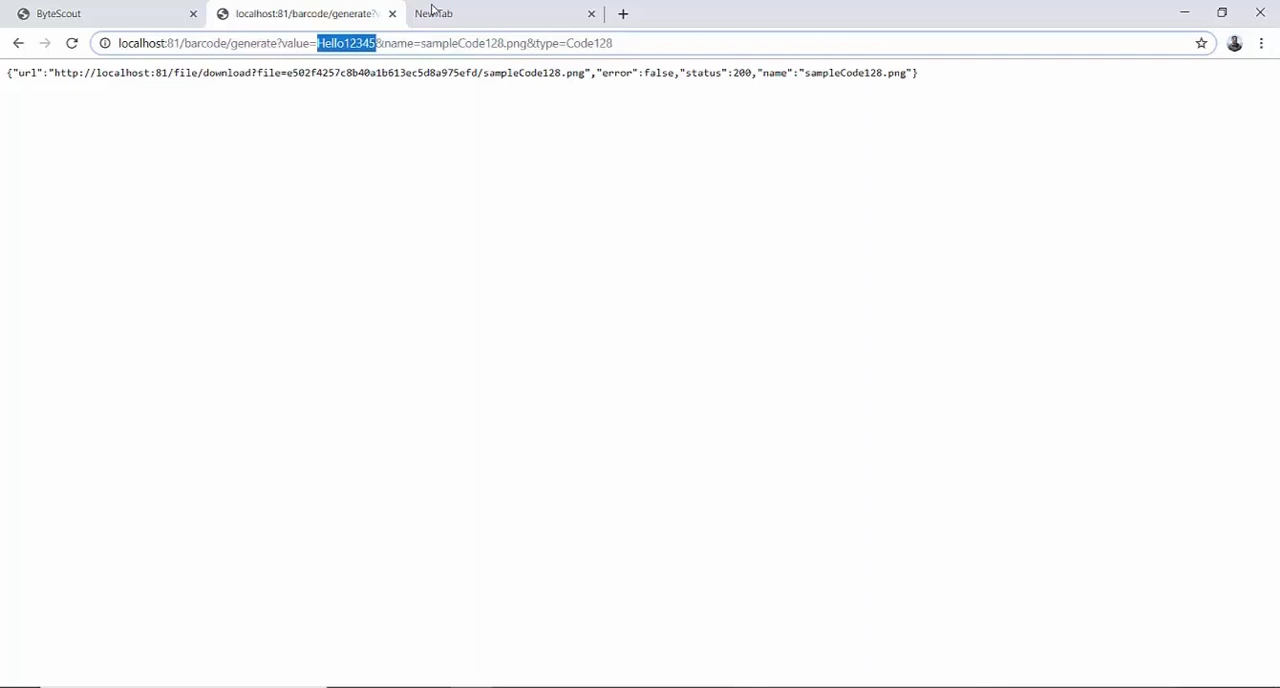 ByteScout
localhost:81/barcode/generate?v
New Tab
localhost:81/barcode/generate?value=Hello12345&name=sampleCode128.png&type=Code128
{"url":"http://localhost:81/file/download?file=e502f4257c8b40a1b613ec5d8a975efd/sampleCode128.png","error":false,"status":200,"name":"sampleCode128.png"}